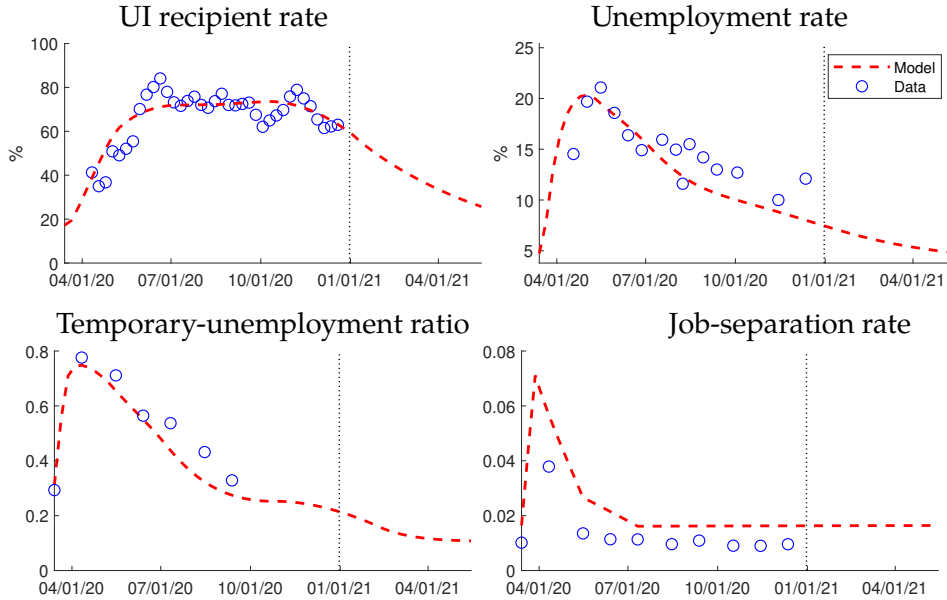 UI recipient rate
Unemployment rate
100
80
60
40
20
0
%
04/01/20 07/01/20 10/01/20 01/01/21 04/01/21
25
20
15
10
5
%
Model
Data
04/01/20 07/01/20 10/01/20 01/01/21 04/01/21
Temporary-unemployment ratio
Job-separation rate
0.8
0.6
0.4
0.2
0
04/01/20 07/01/20 10/01/20 01/01/21 04/01/21
0.08
0.06
0.04
0.02
0
04/01/20 07/01/20 10/01/20 01/01/21 04/01/21